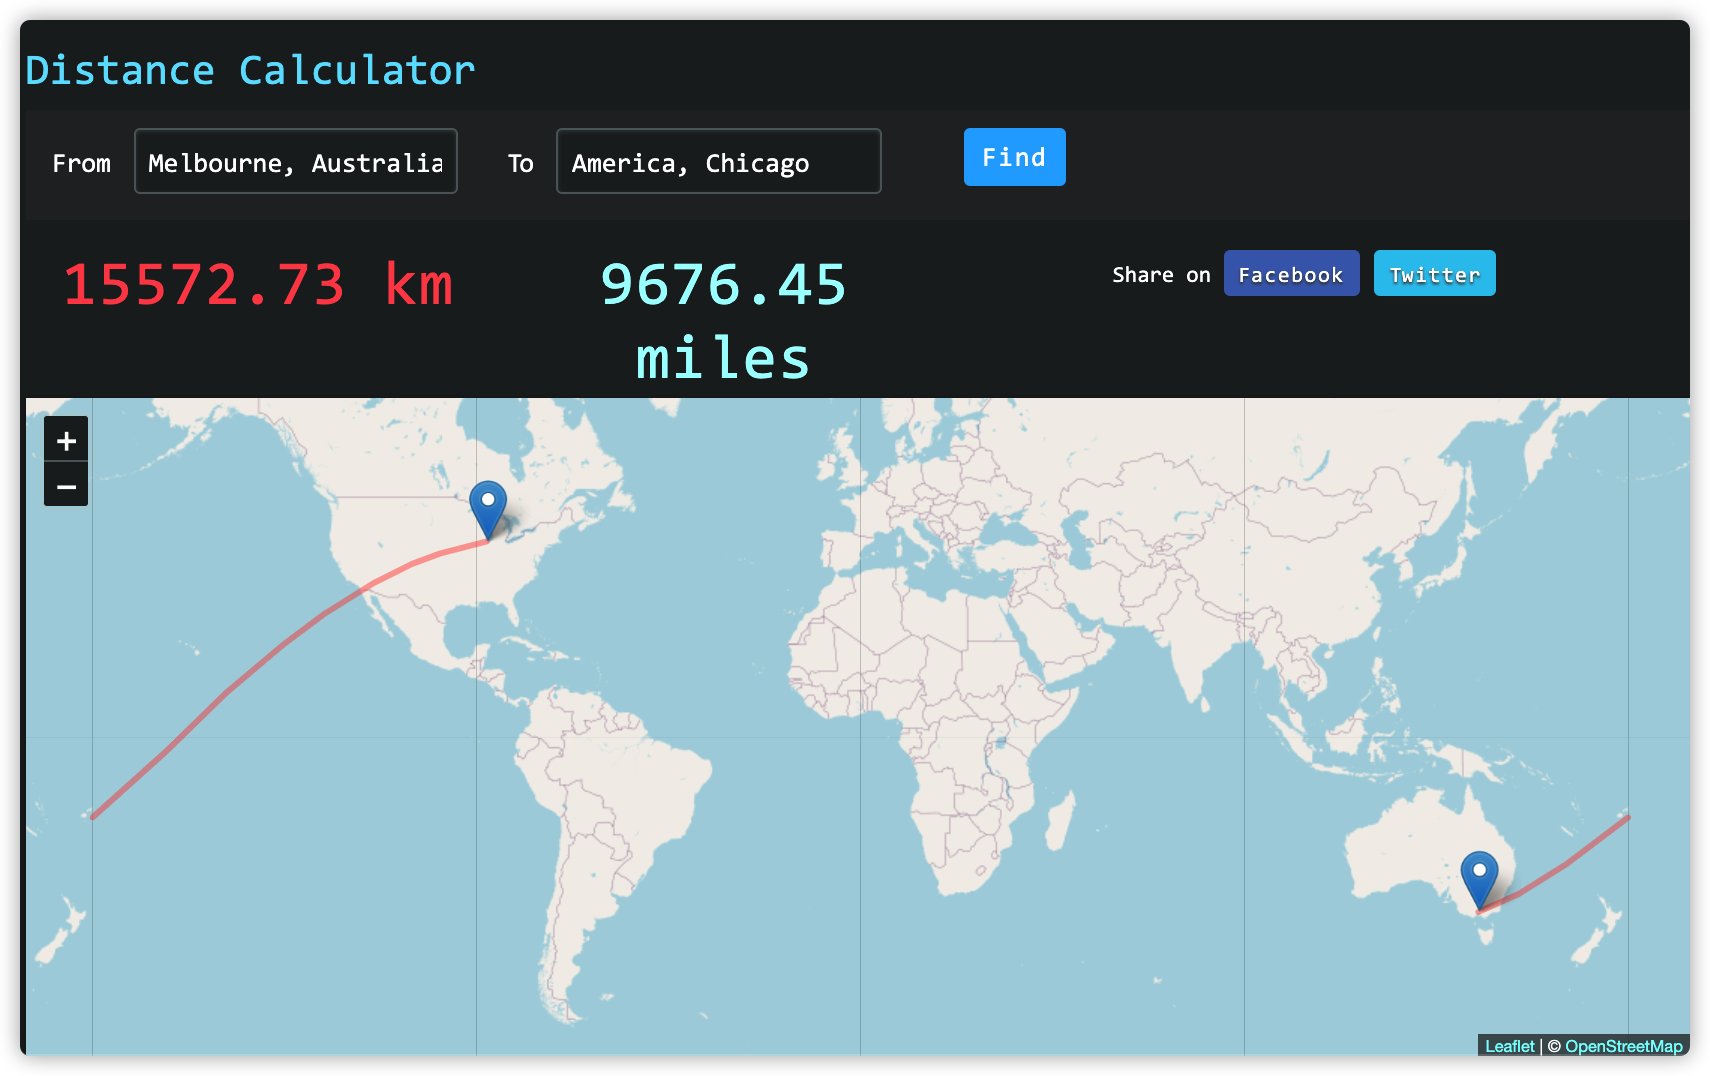 Distance Calculator
From Melbourne, Australia To America, Chicago Find
15572.73 km 9676.45 miles
Share on Facebook Twitter
+
−
Leaflet | © OpenStreetMap